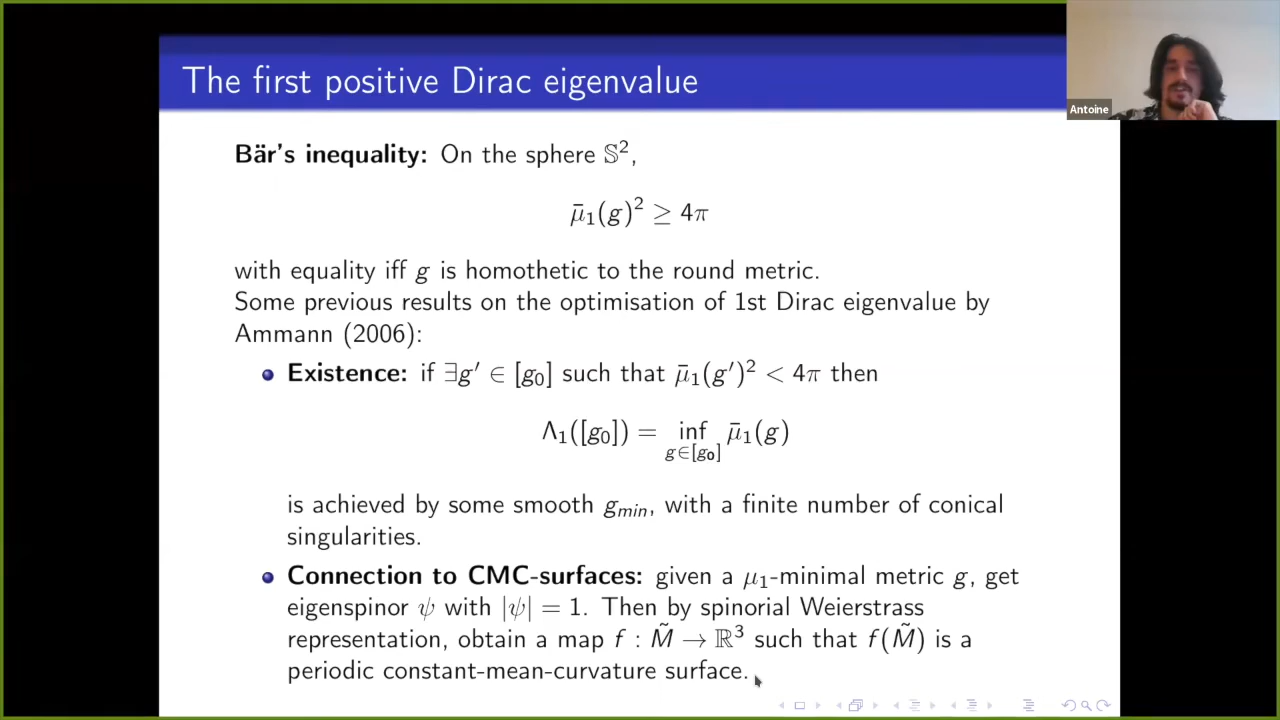 The first positive Dirac eigenvalue
Antoine
Bär's inequality: On the sphere 𝕊²,
μ̄₁(g)² ≥ 4π
with equality iff g is homothetic to the round metric.
Some previous results on the optimisation of 1st Dirac eigenvalue by
Ammann (2006):
Existence: if ∃g′ ∈ [g₀] such that μ̄₁(g′)² < 4π then
Λ₁([g₀]) = inf μ̄₁(g)
g∈[g₀]
is achieved by some smooth gₘᵢₙ, with a finite number of conical
singularities.
Connection to CMC-surfaces: given a μ₁-minimal metric g, get
eigenspinor ψ with |ψ| = 1. Then by spinorial Weierstrass
representation, obtain a map f : M̃ → ℝ³ such that f(M̃) is a
periodic constant-mean-curvature surface.